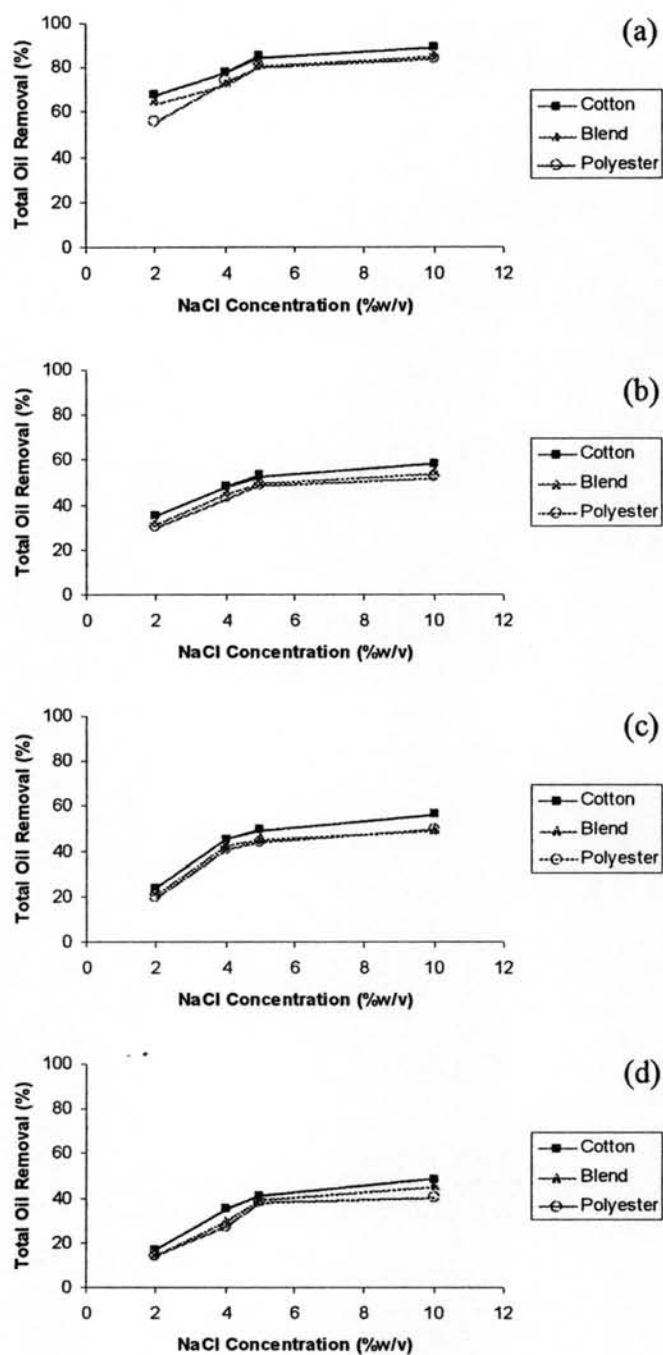 (a)
Total Oil Removal (%)
100
80
60
40
20
0
0 2 4 6 8 10 12
NaCl Concentration (%w/v)
Cotton
Blend
Polyester
(b)
Total Oil Removal (%)
100
80
60
40
20
0
0 2 4 6 8 10 12
NaCl Concentration (%w/v)
Cotton
Blend
Polyester
(c)
Total Oil Removal (%)
100
80
60
40
20
0
0 2 4 6 8 10 12
NaCl Concentration (%w/v)
Cotton
Blend
Polyester
(d)
Total Oil Removal (%)
100
80
60
40
20
0
0 2 4 6 8 10 12
NaCl Concentration (%w/v)
Cotton
Blend
Polyester